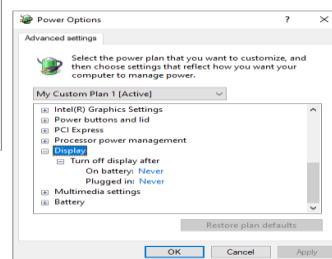 Power Options
Advanced settings
Select the power plan that you want to customize, and
then choose settings that reflect how you want your
computer to manage power.
My Custom Plan 1 [Active]
Intel(R) Graphics Settings
Power buttons and lid
PCI Express
Processor power management
Display
Turn off display after
On battery: Never
Plugged in: Never
Multimedia settings
Battery
Restore plan defaults
OK Cancel Apply